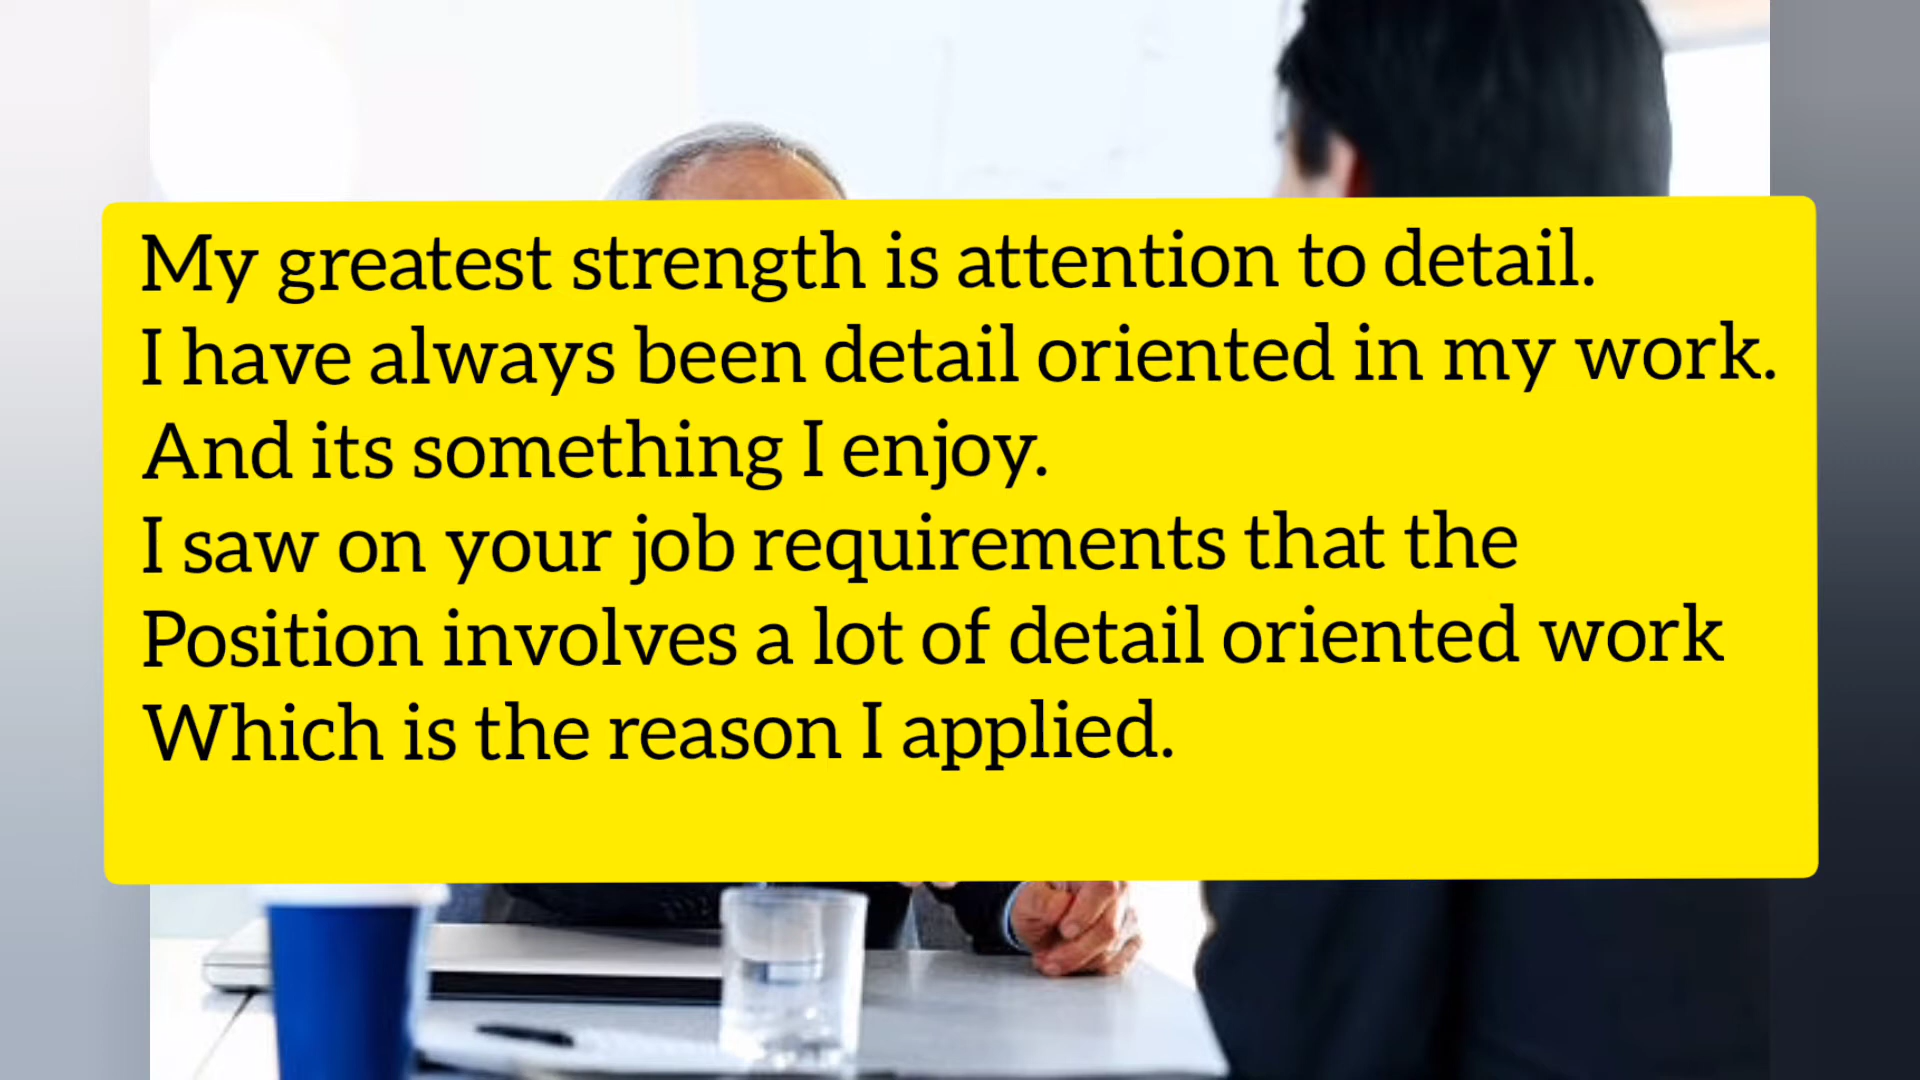 My greatest strength is attention to detail.
I have always been detail oriented in my work.
And its something I enjoy.
I saw on your job requirements that the
Position involves a lot of detail oriented work
Which is the reason I applied.